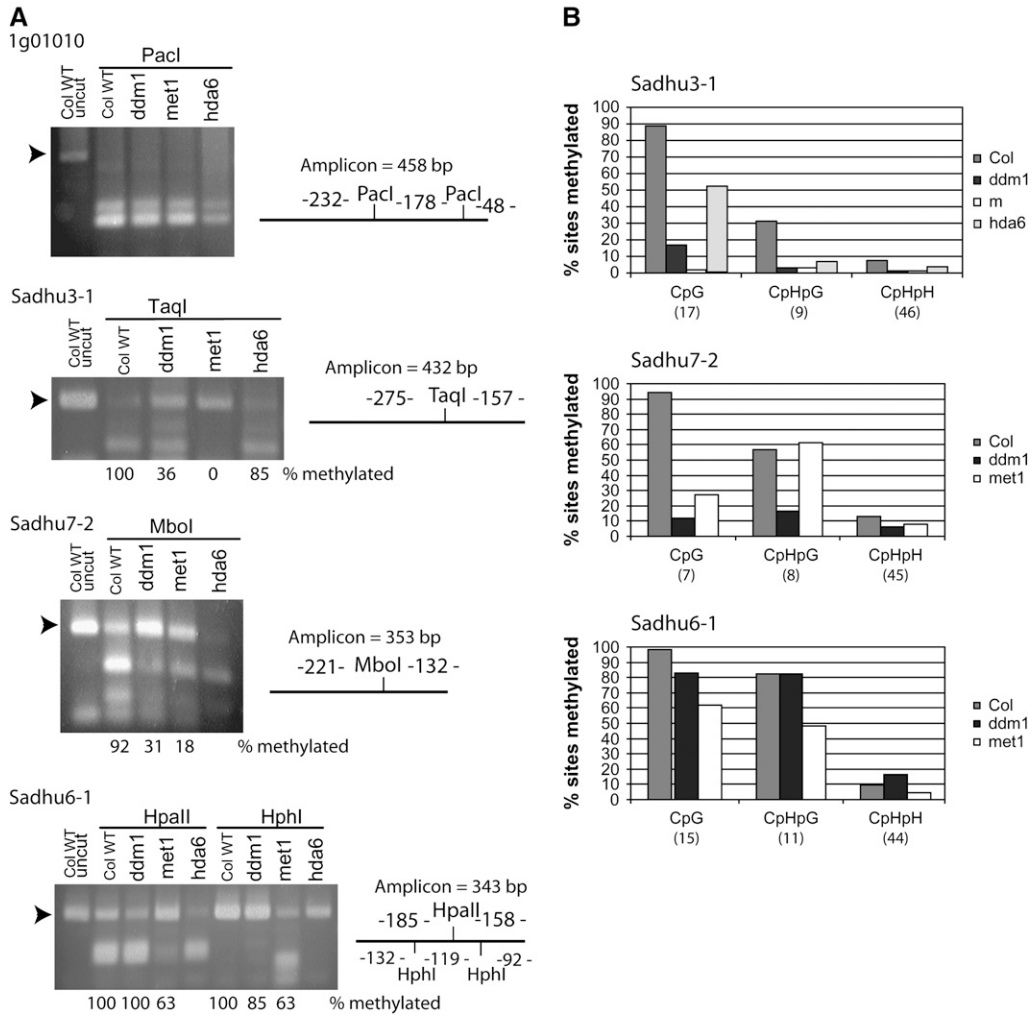 A
1g01010
PacI
Col WT uncut
Col WT
ddm1
met1
hda6
Amplicon = 458 bp
-232- PacI -178 - PacI -48 -
Sadhu3-1
TaqI
Col WT uncut
Col WT
ddm1
met1
hda6
100 36 0 85 % methylated
Amplicon = 432 bp
-275- TaqI -157 -
Sadhu7-2
MboI
Col WT uncut
Col WT
ddm1
met1
hda6
92 31 18 % methylated
Amplicon = 353 bp
-221- MboI -132 -
Sadhu6-1
HpaII HphI
Col WT uncut
Col WT
ddm1
met1
hda6
Col WT
ddm1
met1
hda6
100 100 63 100 85 63 % methylated
Amplicon = 343 bp
-185 - HpaII -158 -
-132 - -119 - -92 -
HphI HphI
B
Sadhu3-1
% sites methylated
100
90
80
70
60
50
40
30
20
10
0
CpG CpHpG CpHpH
(17) (9) (46)
Col
ddm1
m
hda6
Sadhu7-2
% sites methylated
100
90
80
70
60
50
40
30
20
10
0
CpG CpHpG CpHpH
(7) (8) (45)
Col
ddm1
met1
Sadhu6-1
% sites methylated
100
90
80
70
60
50
40
30
20
10
0
CpG CpHpG CpHpH
(15) (11) (44)
Col
ddm1
met1